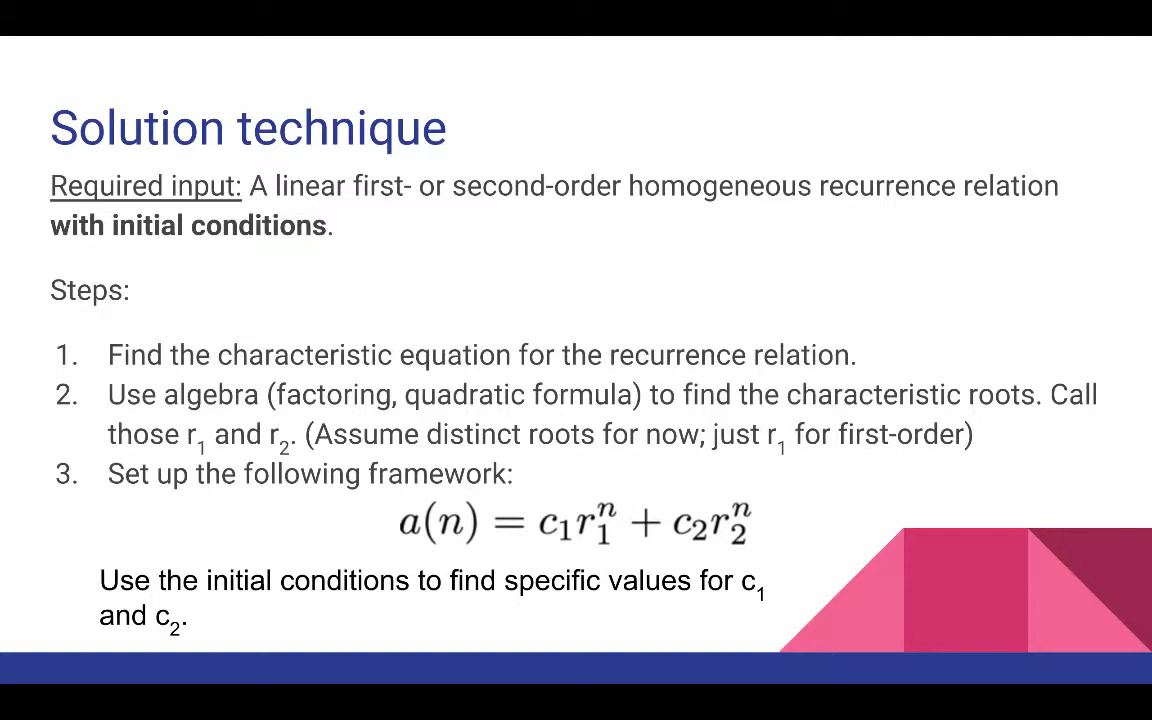 Solution technique
Required input: A linear first- or second-order homogeneous recurrence relation
with initial conditions.
Steps:
1. Find the characteristic equation for the recurrence relation.
2. Use algebra (factoring, quadratic formula) to find the characteristic roots. Call
those r₁ and r₂. (Assume distinct roots for now; just r₁ for first-order)
3. Set up the following framework:
a(n) = c₁r₁ⁿ + c₂r₂ⁿ
Use the initial conditions to find specific values for c₁
and c₂.